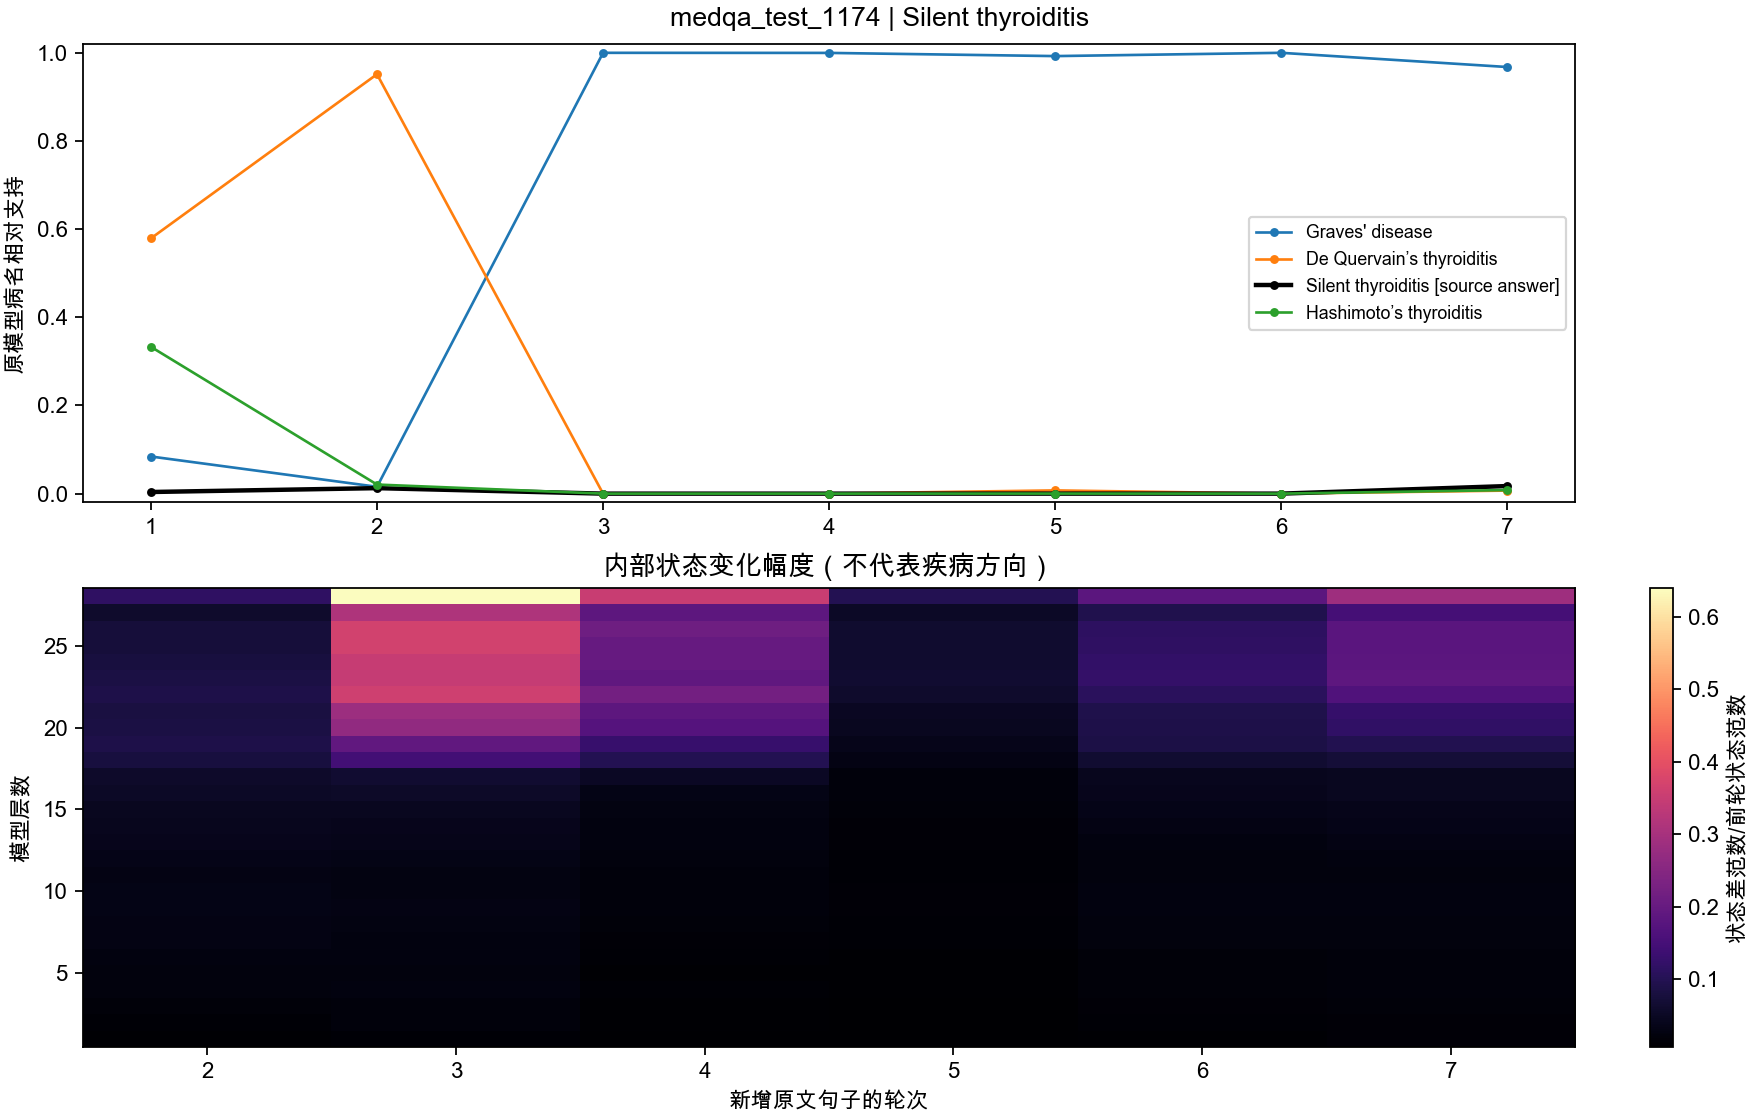 medqa_test_1174 | Silent thyroiditis
原模型病名相对支持
1.0
0.8
0.6
0.4
0.2
0.0
Graves' disease
De Quervain’s thyroiditis
Silent thyroiditis [source answer]
Hashimoto’s thyroiditis
1 2 3 4 5 6 7
内部状态变化幅度（不代表疾病方向）
模型层数
25
20
15
10
5
2 3 4 5 6 7
新增原文句子的轮次
0.6
0.5
0.4
0.3
0.2
0.1
状态差范数/前轮状态范数